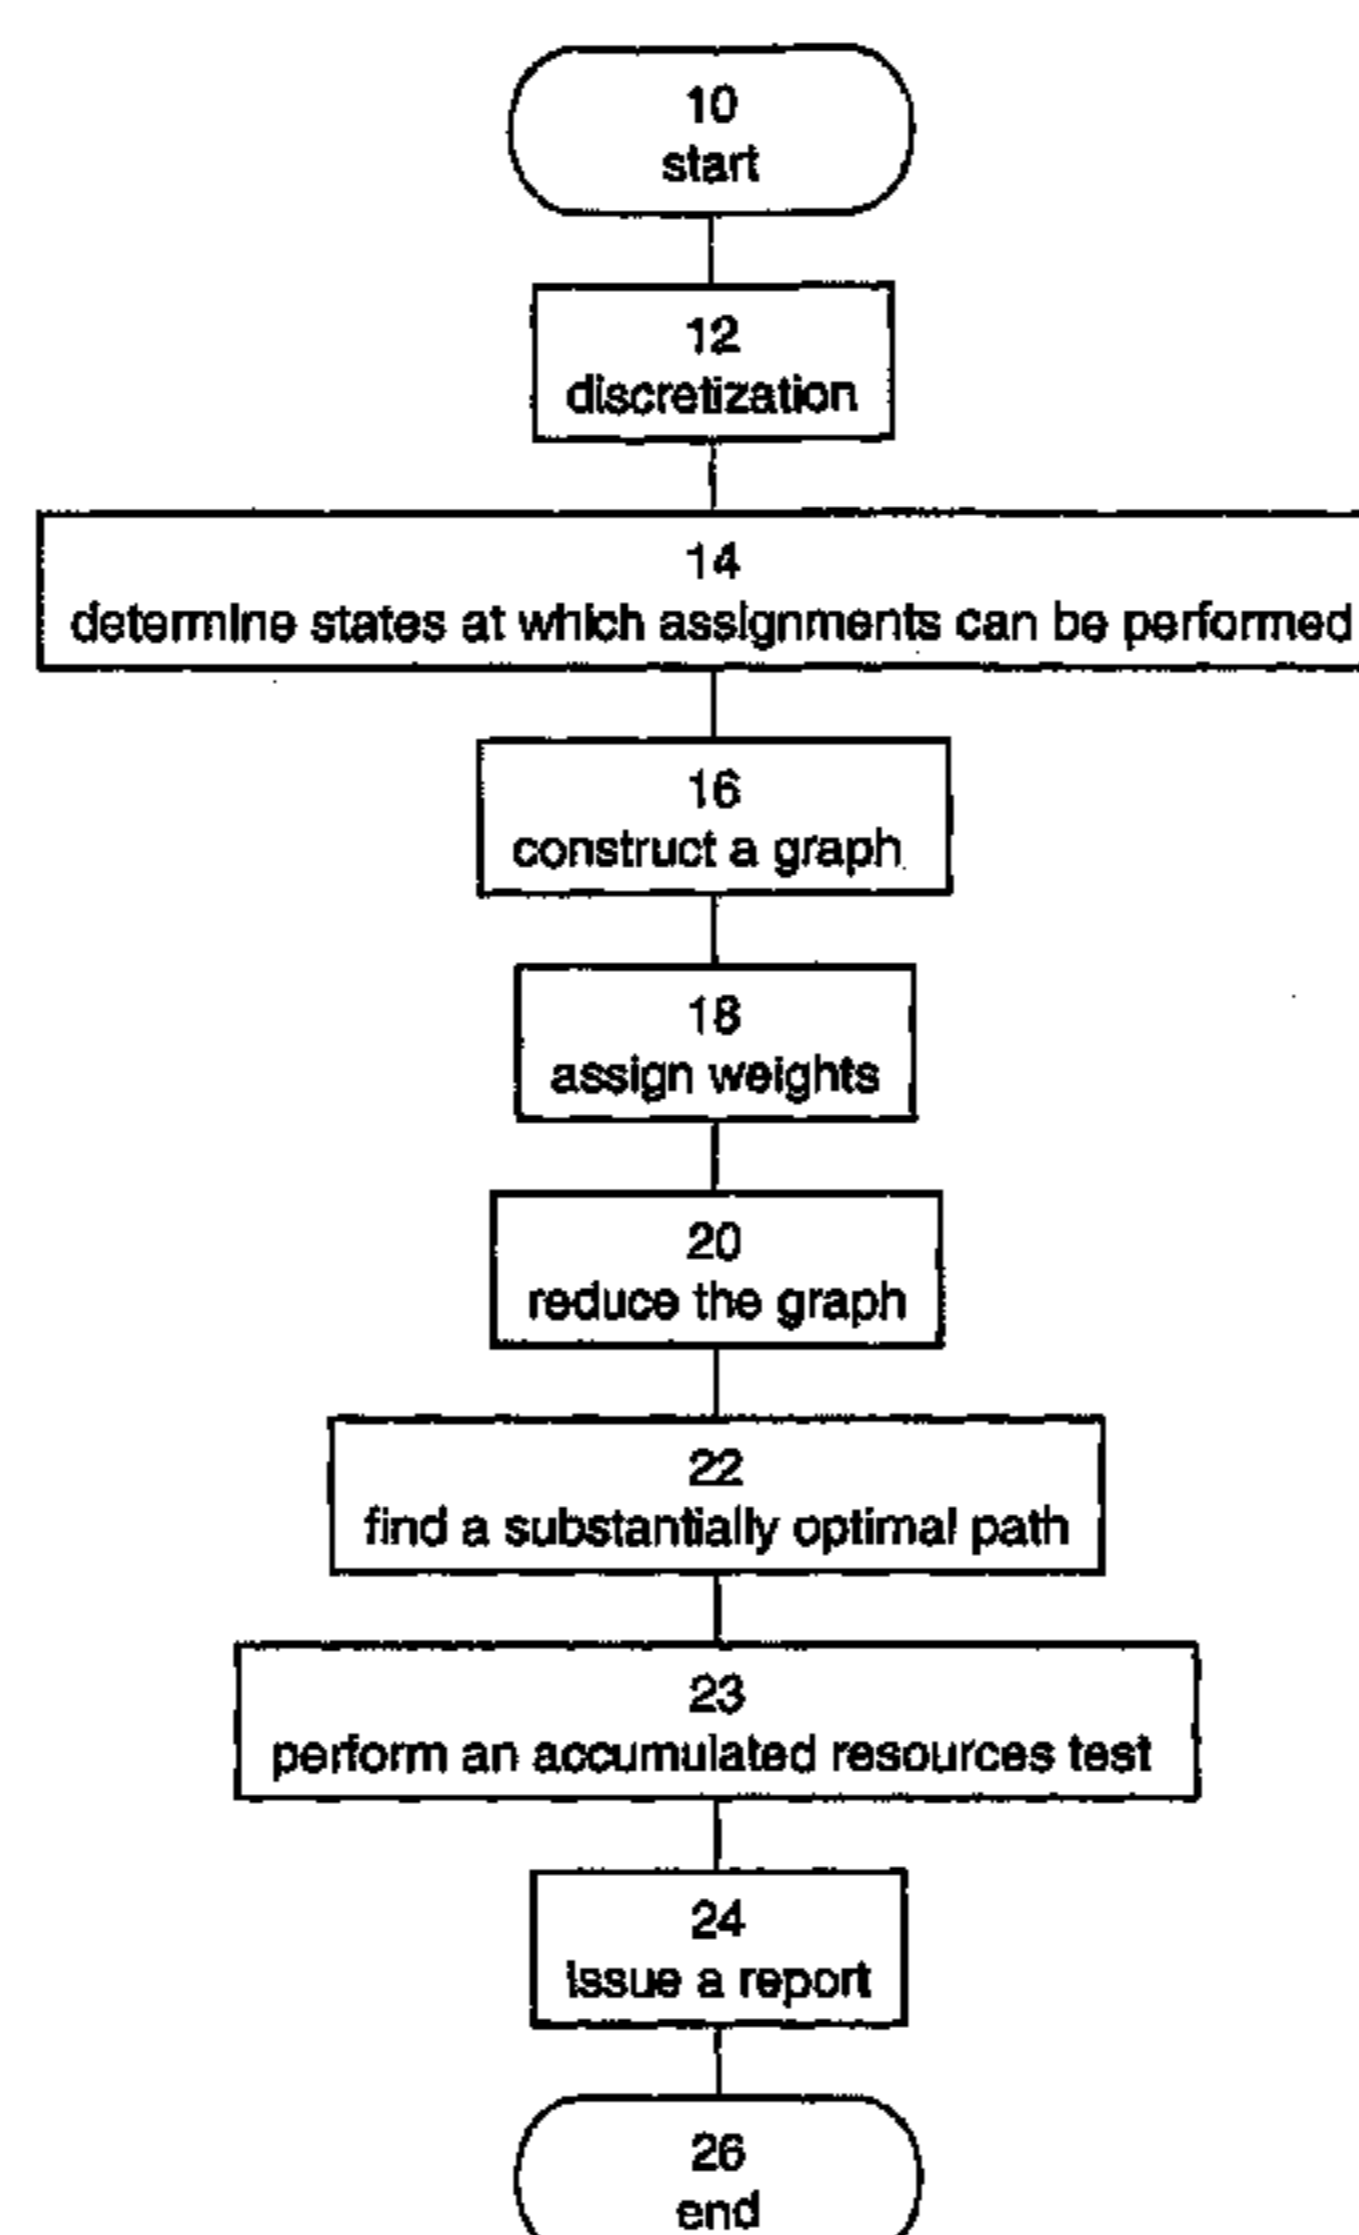 10
start
12
discretization
14
determine states at which assignments can be performed
16
construct a graph
18
assign weights
20
reduce the graph
22
find a substantially optimal path
23
perform an accumulated resources test
24
issue a report
26
end